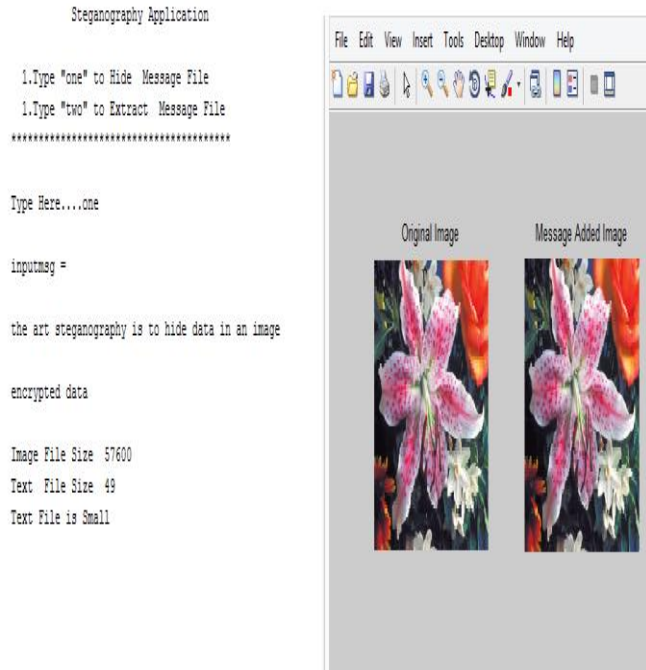 Steganography Application
1.Type "one" to Hide Message File
1.Type "two" to Extract Message File
****************************************
Type Here....one
inputmsg =
the art steganography is to hide data in an image
encrypted data
Image File Size 57600
Text File Size 49
Text File is Small
File Edit View Insert Tools Desktop Window Help
Original Image
Message Added Image